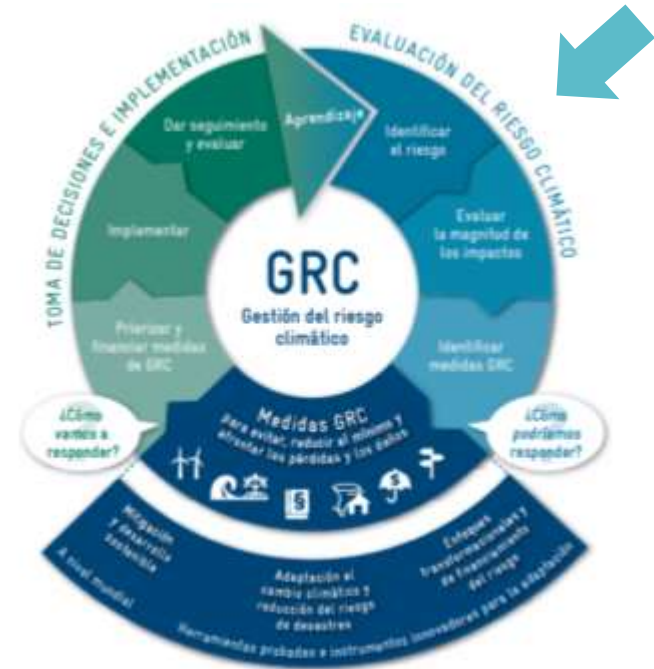 TOMA DE DECISIONES E IMPLEMENTACIÓN
EVALUACIÓN DEL RIESGO CLIMÁTICO
Aprendizaje
Identificar
el riesgo
Evaluar
la magnitud de
los impactos
Identificar
medidas GRC
¿Cómo
podríamos
responder?
Medidas GRC
para evitar, reducir al mínimo y
afrontar las pérdidas y los daños
¿Cómo
vamos a
responder?
Priorizar y
financiar medidas
de GRC
Implementar
Dar seguimiento
y evaluar
GRC
Gestión del riesgo
climático
Mitigación
y desarrollo
sostenible
Adaptación al
cambio climático y
reducción del riesgo
de desastres
Enfoques
transformacionales y
de financiamiento
del riesgo
A nivel mundial
Herramientas probadas e instrumentos innovadores para la adaptación